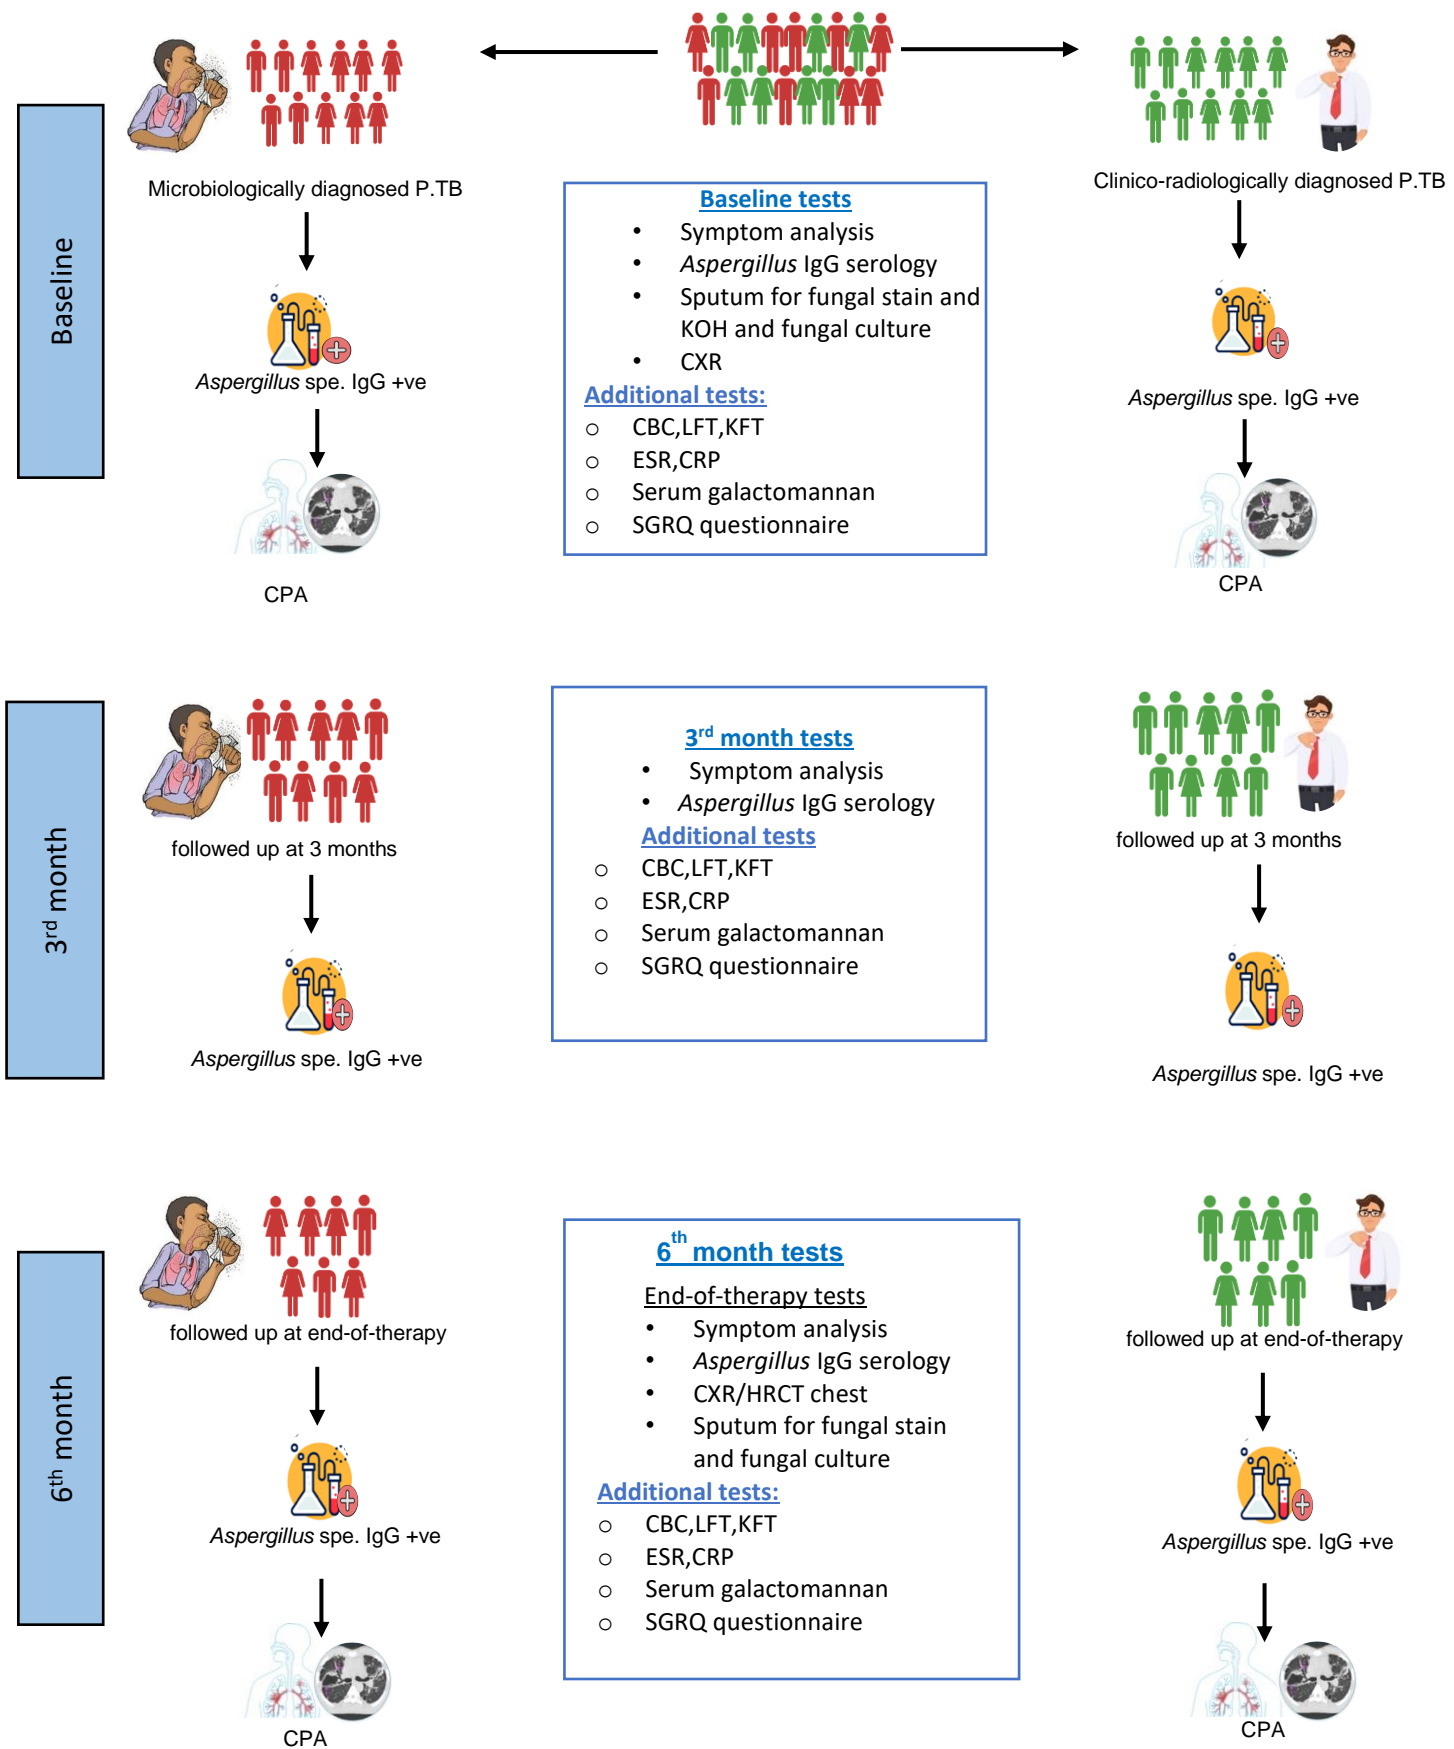 Baseline
Microbiologically diagnosed P.TB
Aspergillus spe. IgG +ve
CPA
Baseline tests
• Symptom analysis
• Aspergillus IgG serology
• Sputum for fungal stain and
KOH and fungal culture
• CXR
Additional tests:
o CBC,LFT,KFT
o ESR,CRP
o Serum galactomannan
o SGRQ questionnaire
Clinico-radiologically diagnosed P.TB
Aspergillus spe. IgG +ve
CPA
3rd month
followed up at 3 months
Aspergillus spe. IgG +ve
3rd month tests
• Symptom analysis
• Aspergillus IgG serology
Additional tests
o CBC,LFT,KFT
o ESR,CRP
o Serum galactomannan
o SGRQ questionnaire
followed up at 3 months
Aspergillus spe. IgG +ve
6th month
followed up at end-of-therapy
Aspergillus spe. IgG +ve
CPA
6th month tests
End-of-therapy tests
• Symptom analysis
• Aspergillus IgG serology
• CXR/HRCT chest
• Sputum for fungal stain
and fungal culture
Additional tests:
o CBC,LFT,KFT
o ESR,CRP
o Serum galactomannan
o SGRQ questionnaire
followed up at end-of-therapy
Aspergillus spe. IgG +ve
CPA